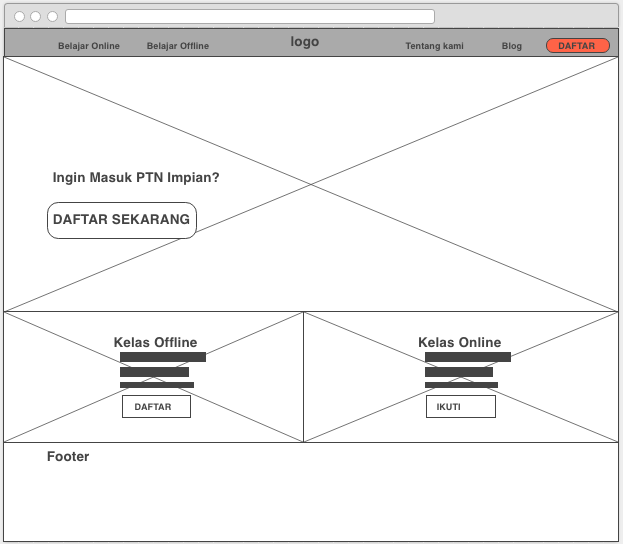 Belajar Online Belajar Offline logo Tentang kami Blog DAFTAR
Ingin Masuk PTN Impian?
DAFTAR SEKARANG
Kelas Offline
DAFTAR
Kelas Online
IKUTI
Footer